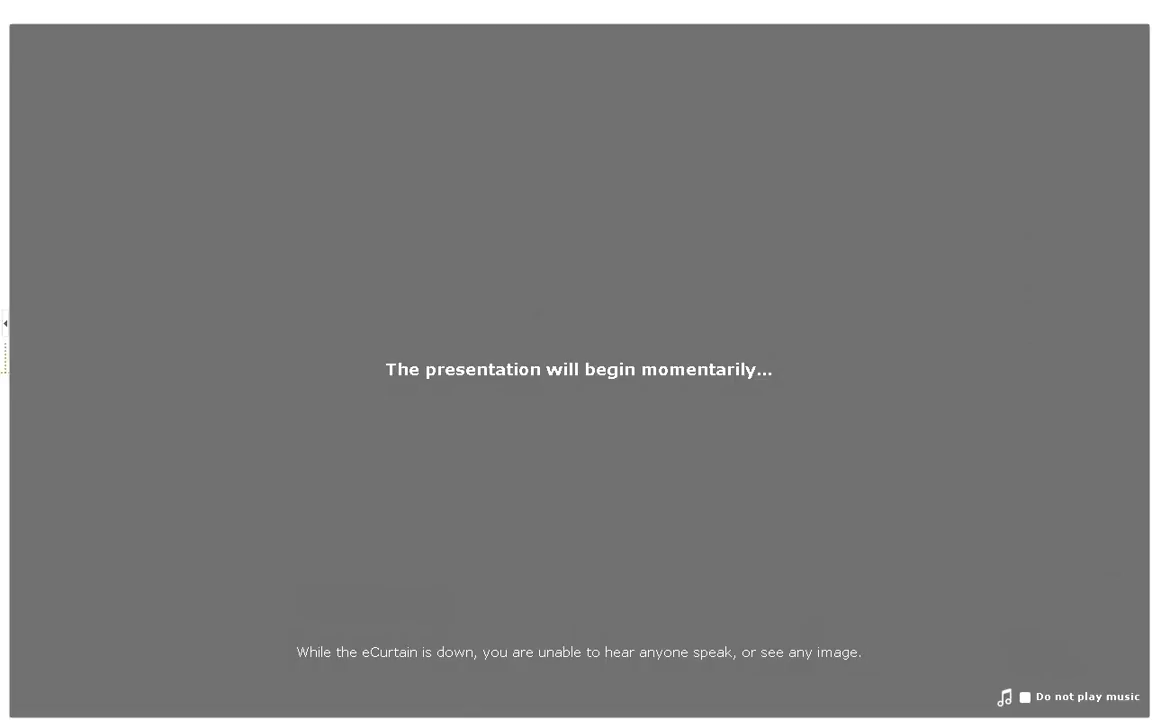 The presentation will begin momentarily...
While the eCurtain is down, you are unable to hear anyone speak, or see any image.
Do not play music